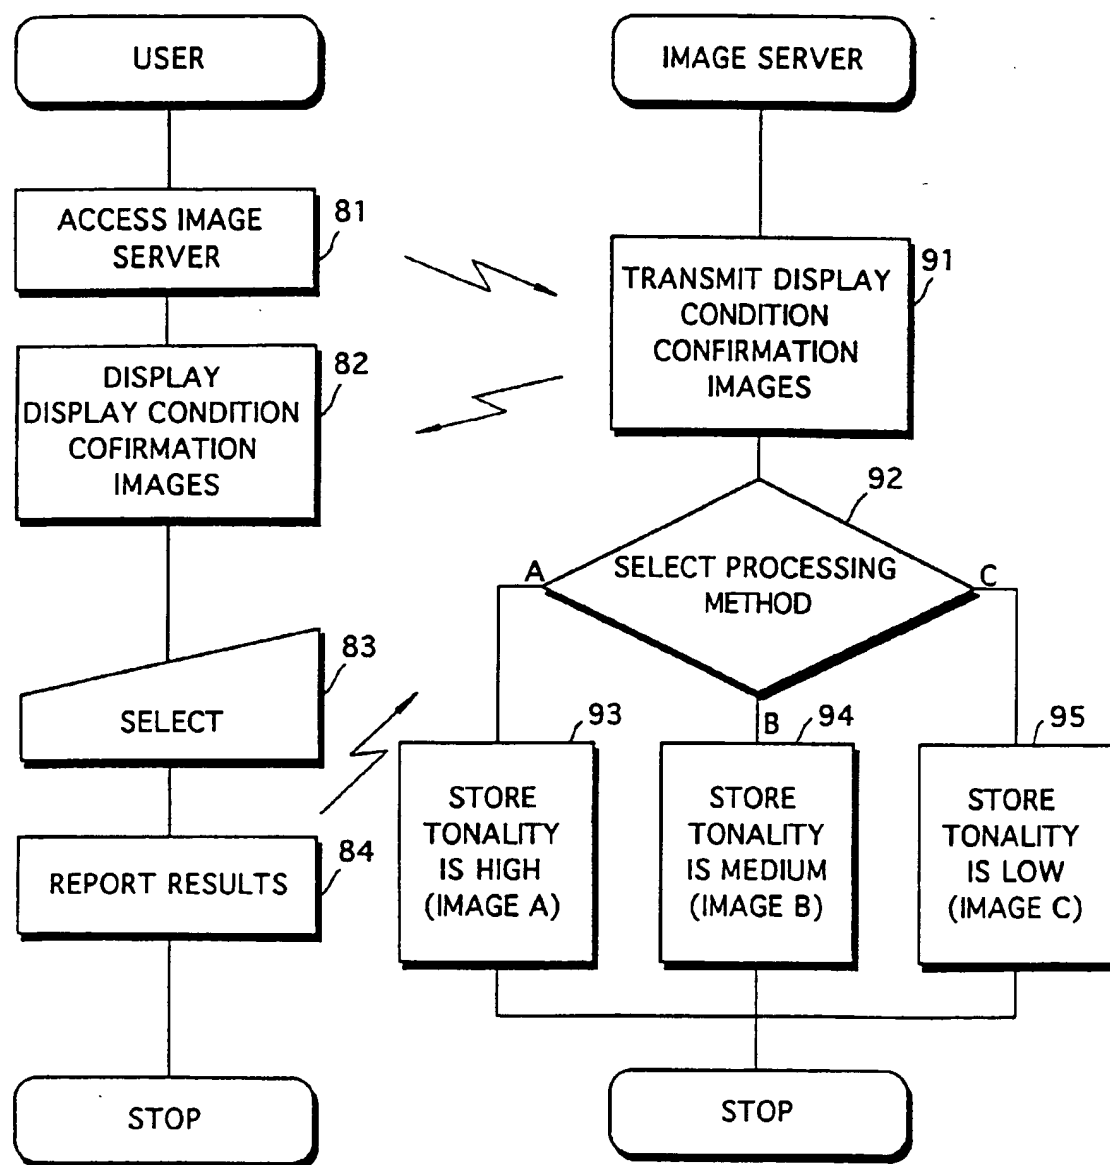 USER
ACCESS IMAGE
SERVER
81
DISPLAY
DISPLAY CONDITION
COFIRMATION
IMAGES
82
SELECT
83
REPORT RESULTS
84
STOP
IMAGE SERVER
TRANSMIT DISPLAY
CONDITION
CONFIRMATION
IMAGES
91
SELECT PROCESSING
METHOD
92
A
B
C
STORE
TONALITY
IS HIGH
(IMAGE A)
93
STORE
TONALITY
IS MEDIUM
(IMAGE B)
94
STORE
TONALITY
IS LOW
(IMAGE C)
95
STOP